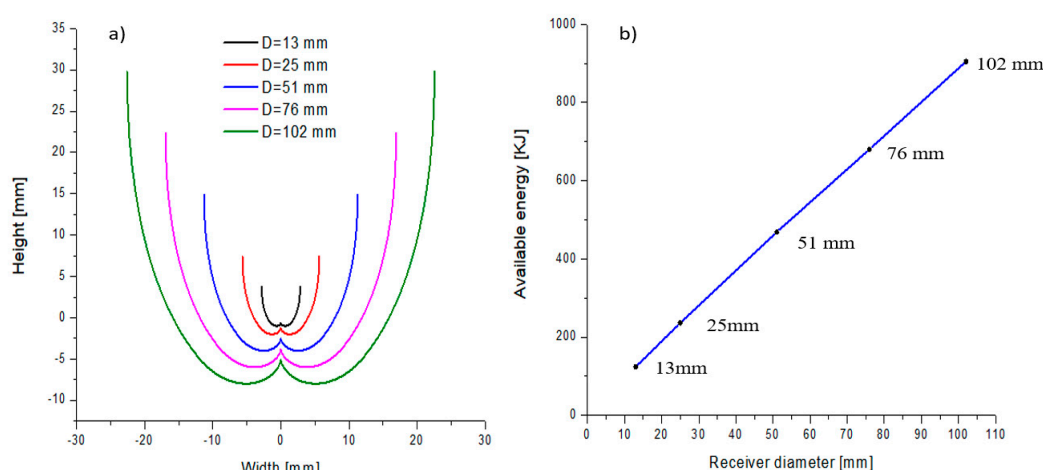 a)
D=13 mm
D=25 mm
D=51 mm
D=76 mm
D=102 mm
Height [mm]
35
30
25
20
15
10
5
0
-5
-10
-30
-20
-10
0
10
20
30
Width [mm]
b)
Available energy [KJ]
1000
800
600
400
200
0
102 mm
76 mm
51 mm
25mm
13mm
0
10
20
30
40
50
60
70
80
90
100
110
Receiver diameter [mm]